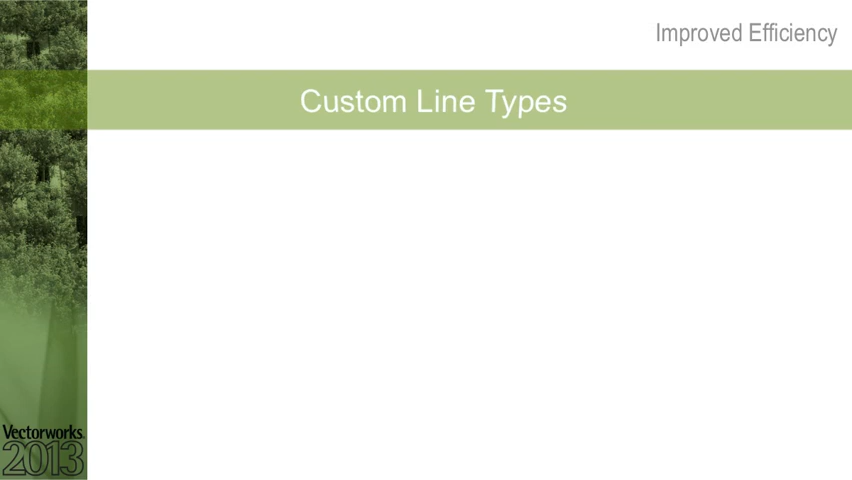 Improved Efficiency
Custom Line Types
Vectorworks.
2013